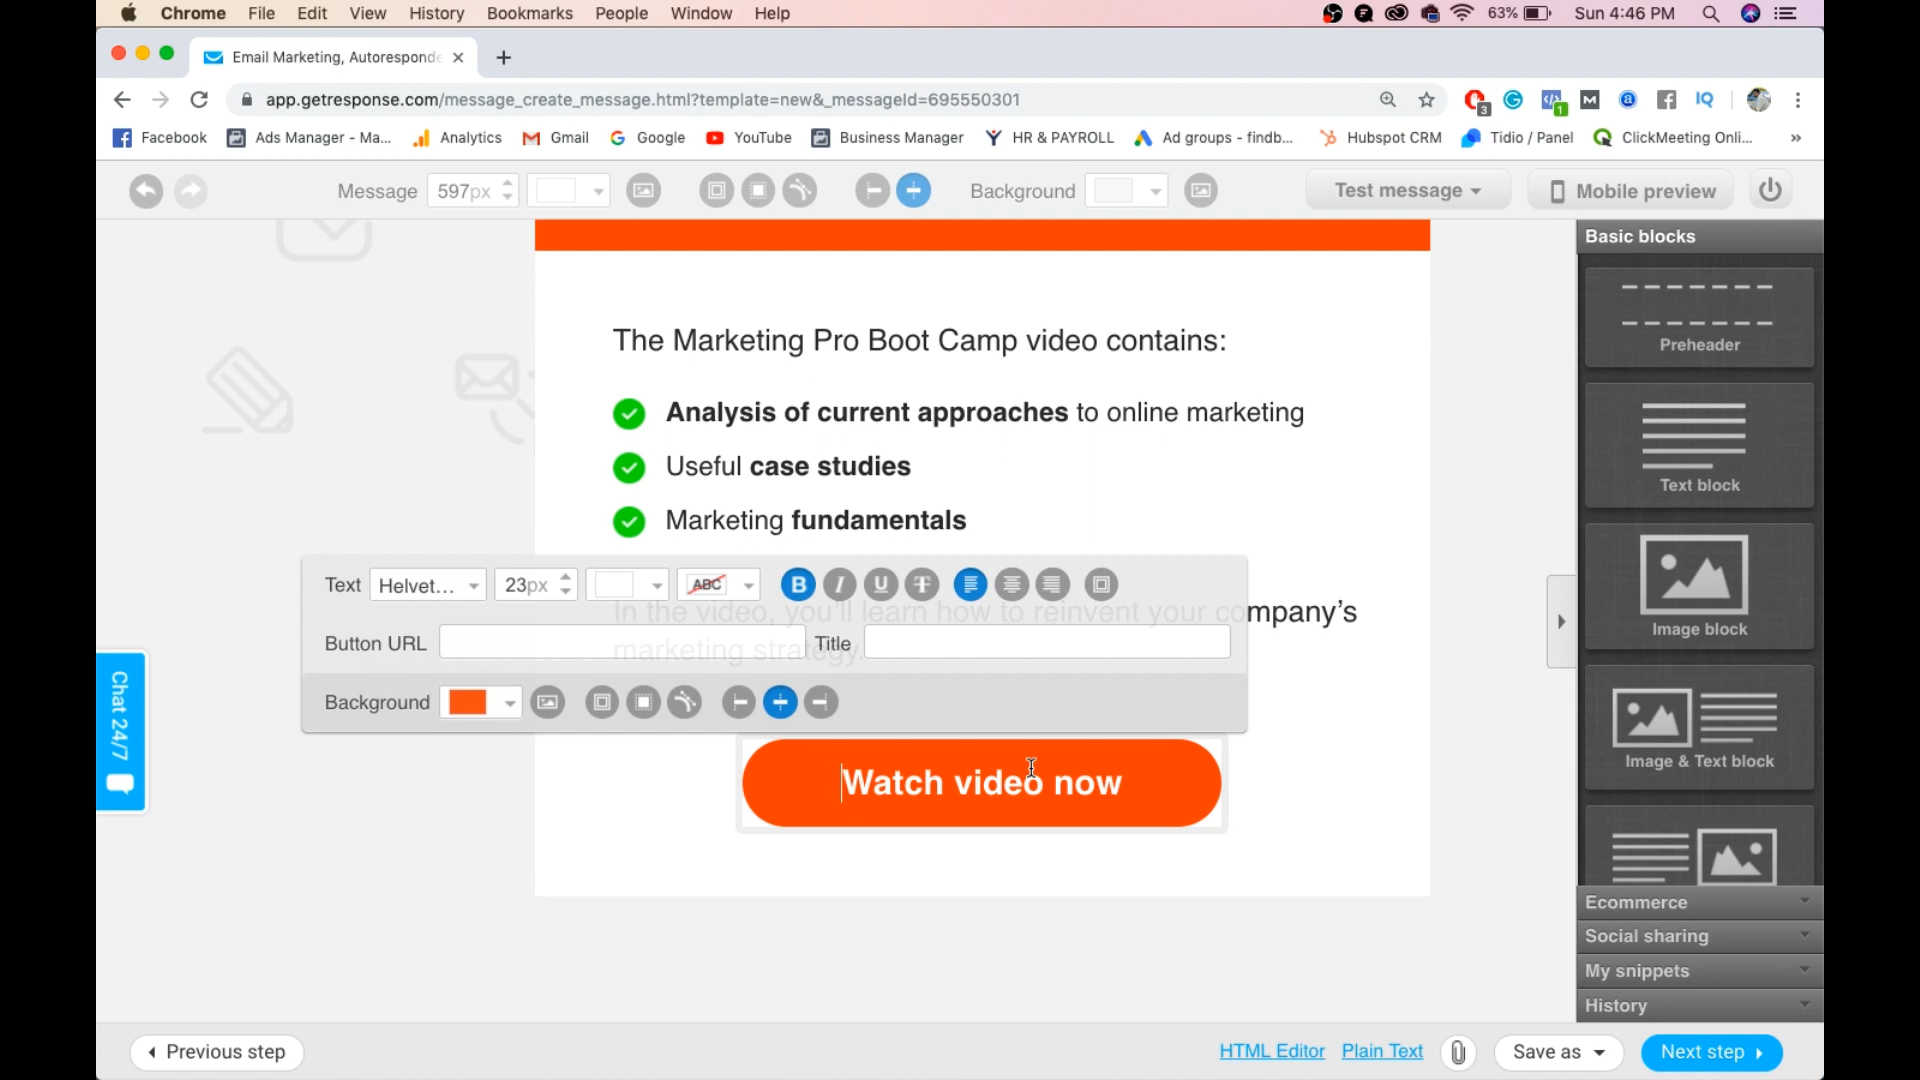 Chrome File Edit View History Bookmarks People Window Help 63% Sun 4:46 PM
Email Marketing, Autoresponde
app.getresponse.com/message_create_message.html?template=new&_messageId=695550301
3 1 M a IQ
Facebook Ads Manager - Ma... Analytics Gmail Google YouTube Business Manager HR & PAYROLL Ad groups - findb... Hubspot CRM Tidio / Panel ClickMeeting Onli... »
Message 597px Background Test message Mobile preview
Basic blocks
Preheader
Text block
Image block
Image & Text block
Ecommerce
Social sharing
My snippets
History
The Marketing Pro Boot Camp video contains:
Analysis of current approaches to online marketing
Useful case studies
Marketing fundamentals
Text Helvet... 23px ABC B I U T
In the video, you'll learn how to reinvent your company's
marketing strategy.
Button URL Title
Background
Watch video now
Chat 24/7
Previous step HTML Editor Plain Text Save as Next step